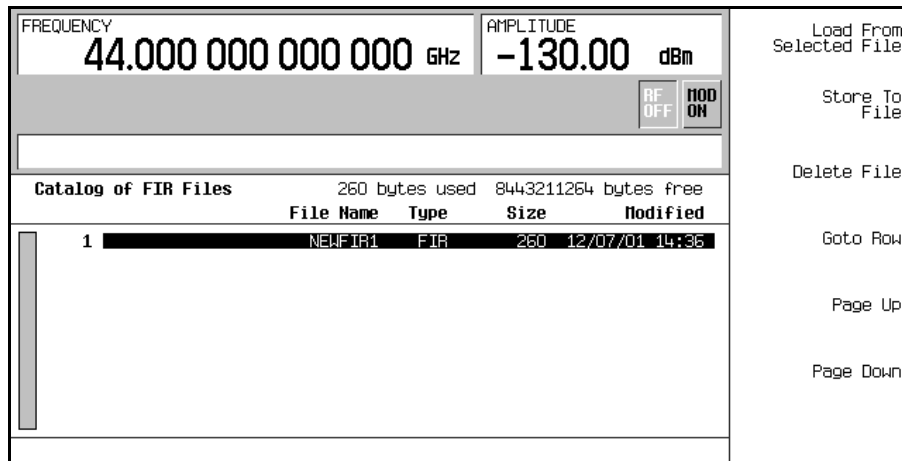 FREQUENCY
44.000 000 000 000 GHz
AMPLITUDE
-130.00 dBm
RF OFF
MOD ON
Catalog of FIR Files 260 bytes used 8443211264 bytes free
File Name Type Size Modified
1 NEWFIR1 FIR 260 12/07/01 14:36
Load From
Selected File
Store To
File
Delete File
Goto Row
Page Up
Page Down